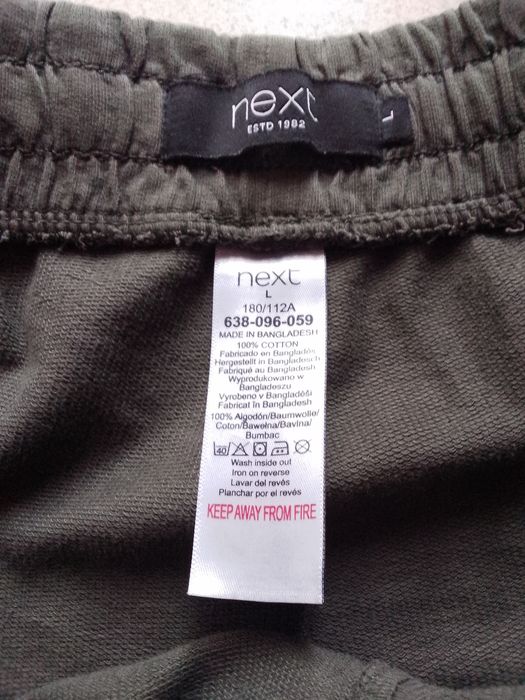 next
ESTD 1982
L
next
L
180/112A
638-096-059
MADE IN BANGLADESH
100% COTTON
Fabricado en Bangladés
Hergestellt in Bangladesch
Fabriqué au Bangladesh
Wyprodukowano w
Bangladeszu
Vyrobeno v Bangladéši
Fabricat în Bangladesh
100% Algodón/Baumwolle/
Coton/Bawełna/Bavlna/
Bumbac
40
Wash inside out
Iron on reverse
Lavar del revés
Planchar por el revés
KEEP AWAY FROM FIRE